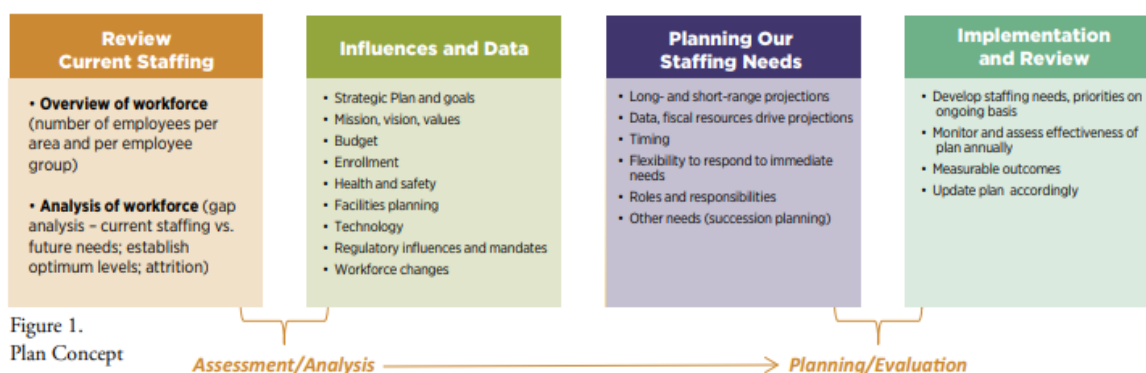 Review
Current Staffing
• Overview of workforce
(number of employees per
area and per employee
group)
• Analysis of workforce (gap
analysis – current staffing vs.
future needs; establish
optimum levels; attrition)
Influences and Data
• Strategic Plan and goals
• Mission, vision, values
• Budget
• Enrollment
• Health and safety
• Facilities planning
• Technology
• Regulatory influences and mandates
• Workforce changes
Planning Our
Staffing Needs
• Long- and short-range projections
• Data, fiscal resources drive projections
• Timing
• Flexibility to respond to immediate
needs
• Roles and responsibilities
• Other needs (succession planning)
Implementation
and Review
• Develop staffing needs, priorities on
ongoing basis
• Monitor and assess effectiveness of
plan annually
• Measurable outcomes
• Update plan accordingly
Figure 1.
Plan Concept
Assessment/Analysis
Planning/Evaluation